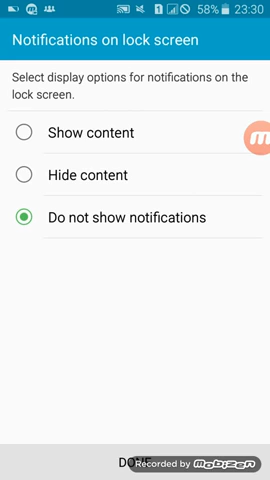 58% 23:30
Notifications on lock screen
Select display options for notifications on the
lock screen.
Show content
Hide content
Do not show notifications
Recorded by mobizen